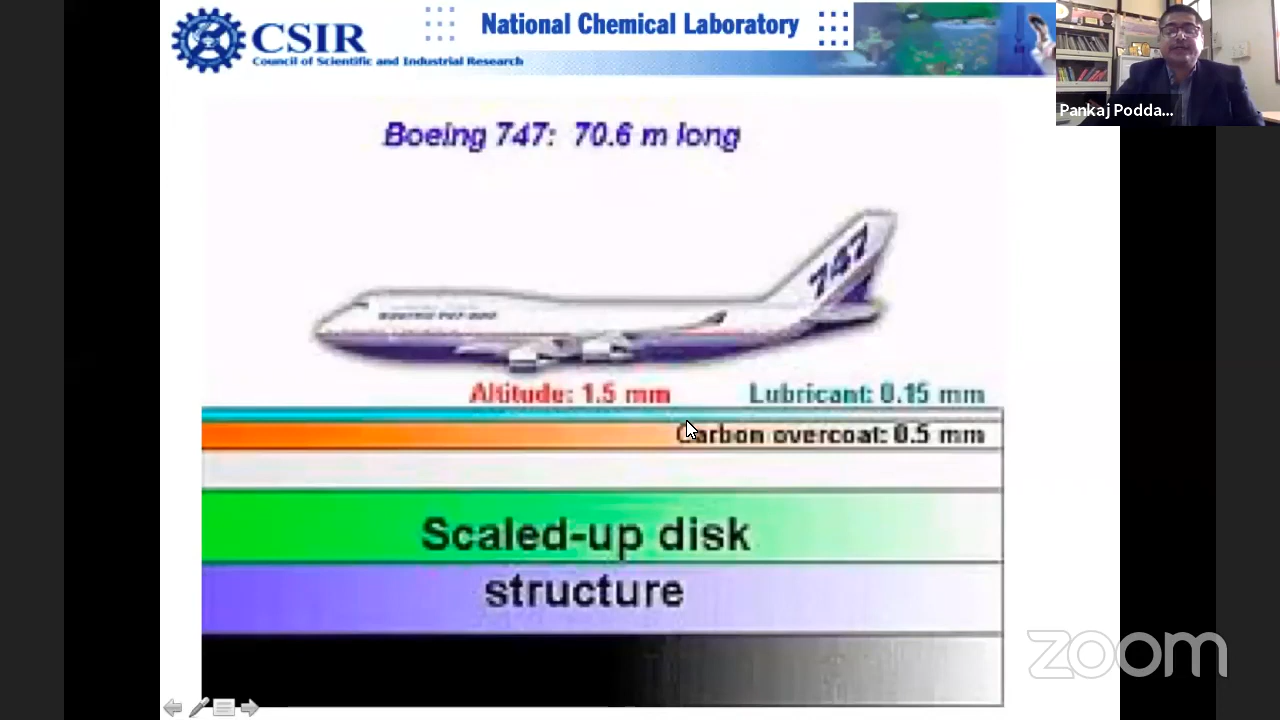 CSIR
Council of Scientific and Industrial Research
National Chemical Laboratory
Pankaj Podda...
Boeing 747: 70.6 m long
747
Altitude: 1.5 mm
Lubricant: 0.15 mm
Carbon overcoat: 0.5 mm
Scaled-up disk
structure
zoom